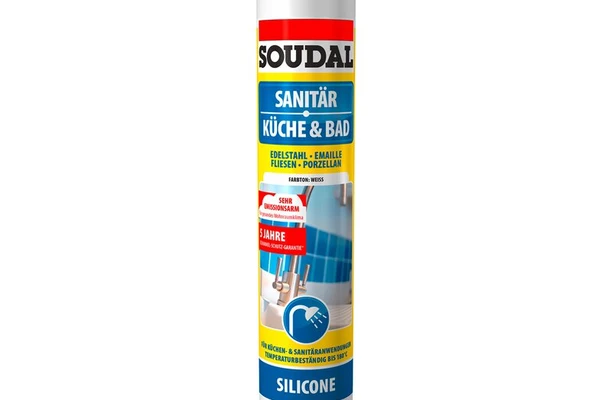 SOUDAL
SANITÄR
KÜCHE & BAD
EDELSTAHL • EMAILLE
FLIESEN • PORZELLAN
FARBTON: WEISS
SEHR
EMISSIONSARM
5 JAHRE
FÜR KÜCHEN- & SANITÄRANWENDUNGEN
TEMPERATURBESTÄNDIG BIS 180°C
SILICONE